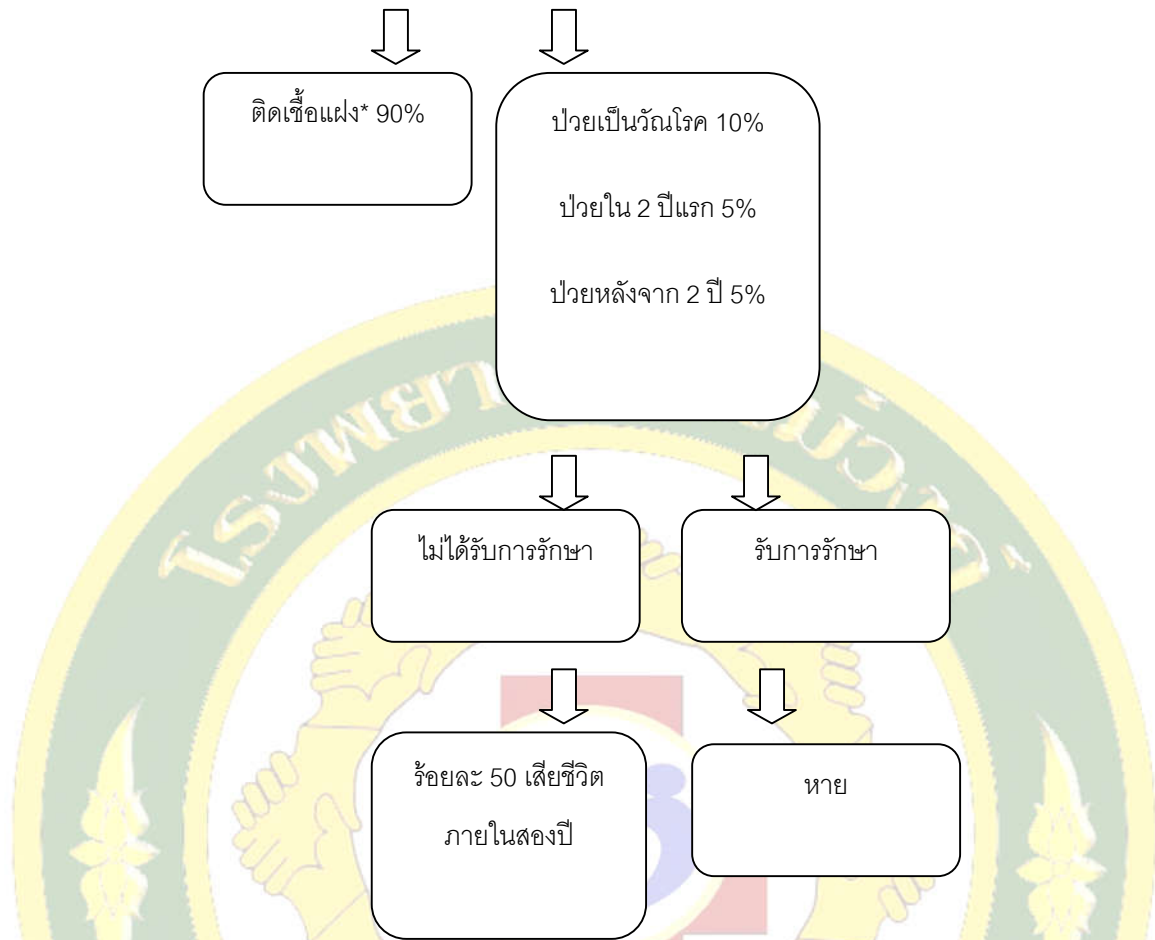 ติดเชื้อแฝง* 90%
ป่วยเป็นวัณโรค 10%
ป่วยใน 2 ปีแรก 5%
ป่วยหลังจาก 2 ปี 5%
ไม่ได้รับการรักษา
รับการรักษา
ร้อยละ 50 เสียชีวิต
ภายในสองปี
หาย